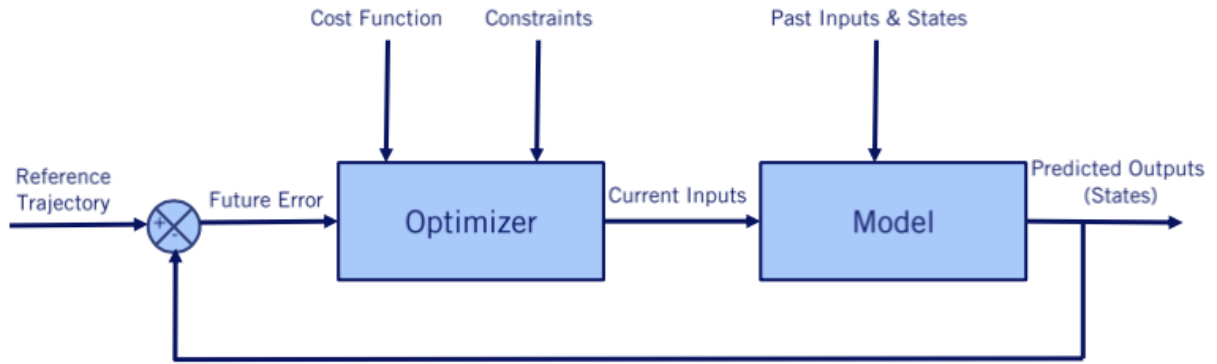 Cost Function
Constraints
Past Inputs & States
Reference
Trajectory
+
-
Future Error
Optimizer
Current Inputs
Model
Predicted Outputs
(States)